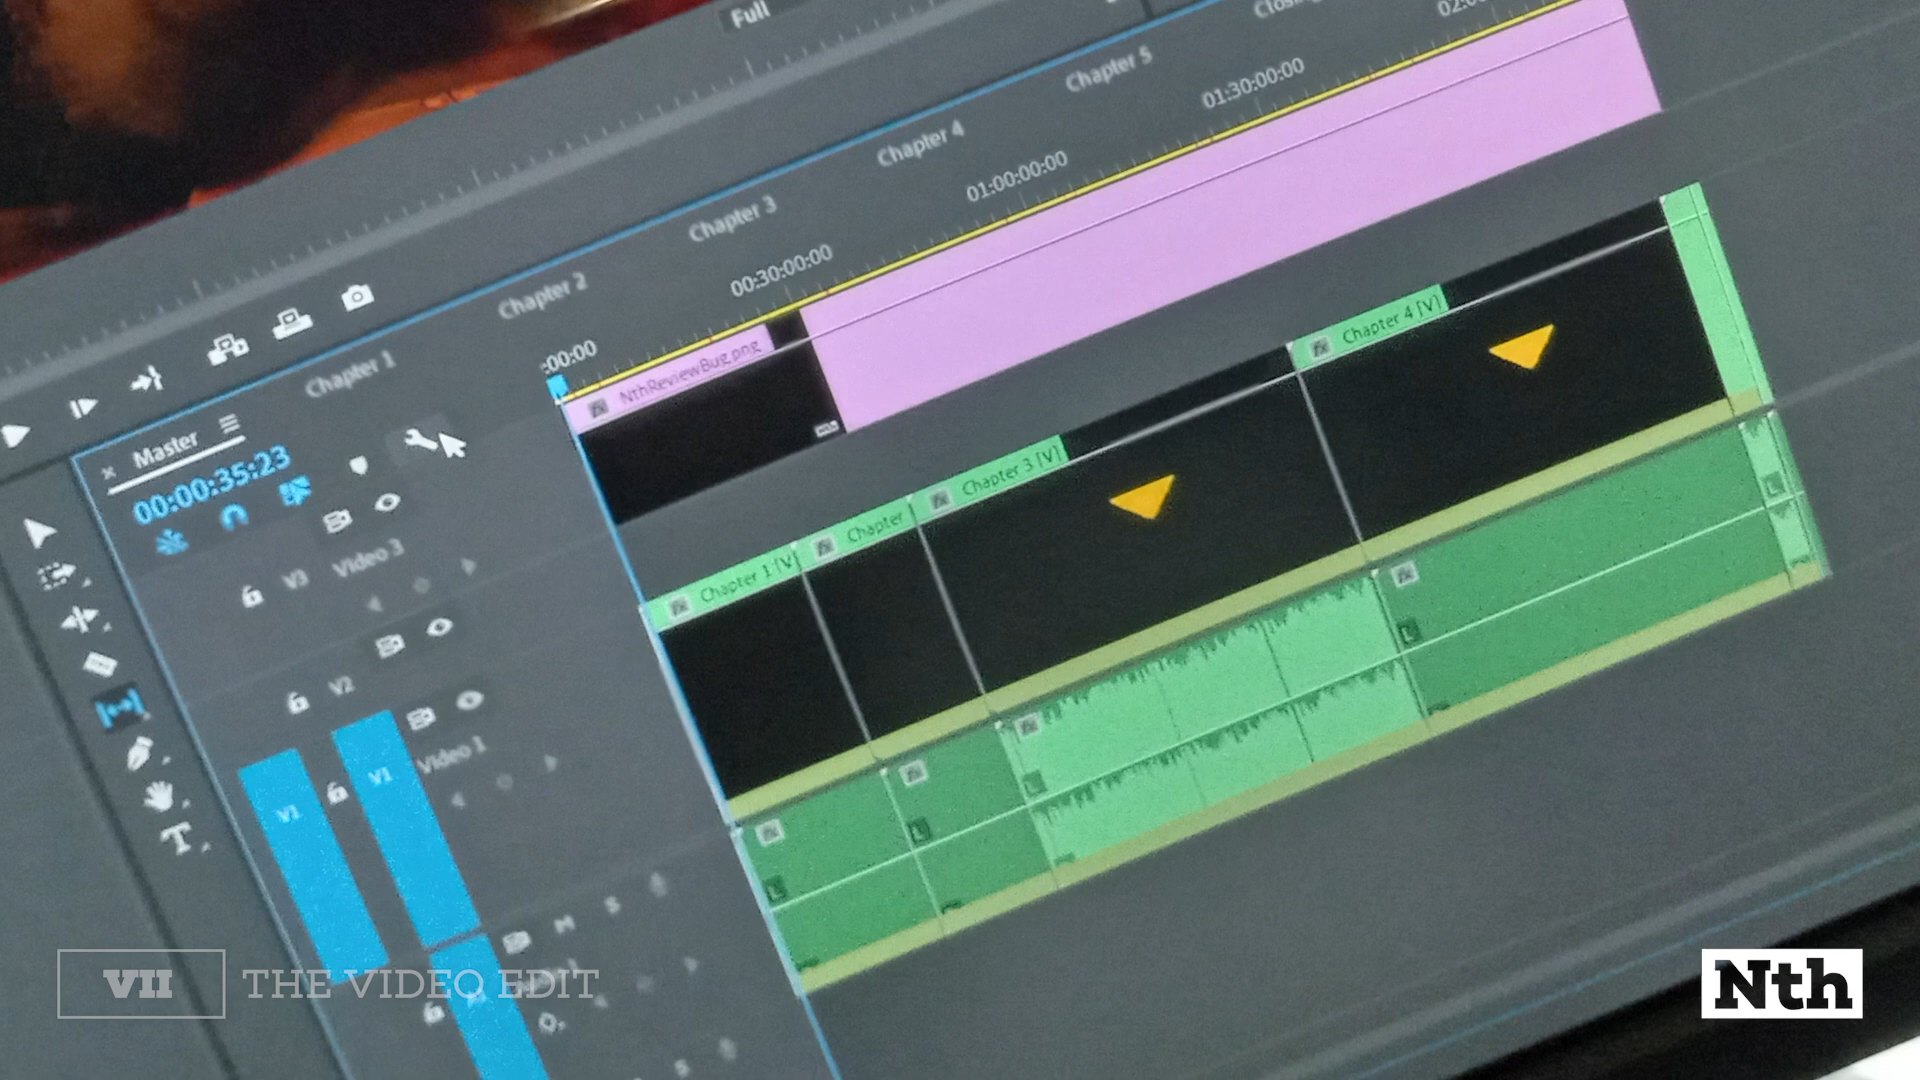 Full
Chapter 1
Chapter 2
Chapter 3
Chapter 4
Chapter 5
:00:00
00:30:00:00
01:00:00:00
01:30:00:00
Master
00:00:35:23
NthReviewBug.png
Chapter 1 [V]
Chapter
Chapter 3 [V]
Chapter 4 [V]
V3
Video 3
V2
V1
V1
Video 1
M
S
S
VII THE VIDEO EDIT
Nth